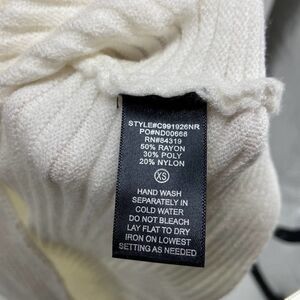 STYLE#C991926NR
PO#ND00668
RN#84319
50% RAYON
30% POLY
20% NYLON
XS
HAND WASH
SEPARATELY IN
COLD WATER
DO NOT BLEACH
LAY FLAT TO DRY
IRON ON LOWEST
SETTING AS NEEDED